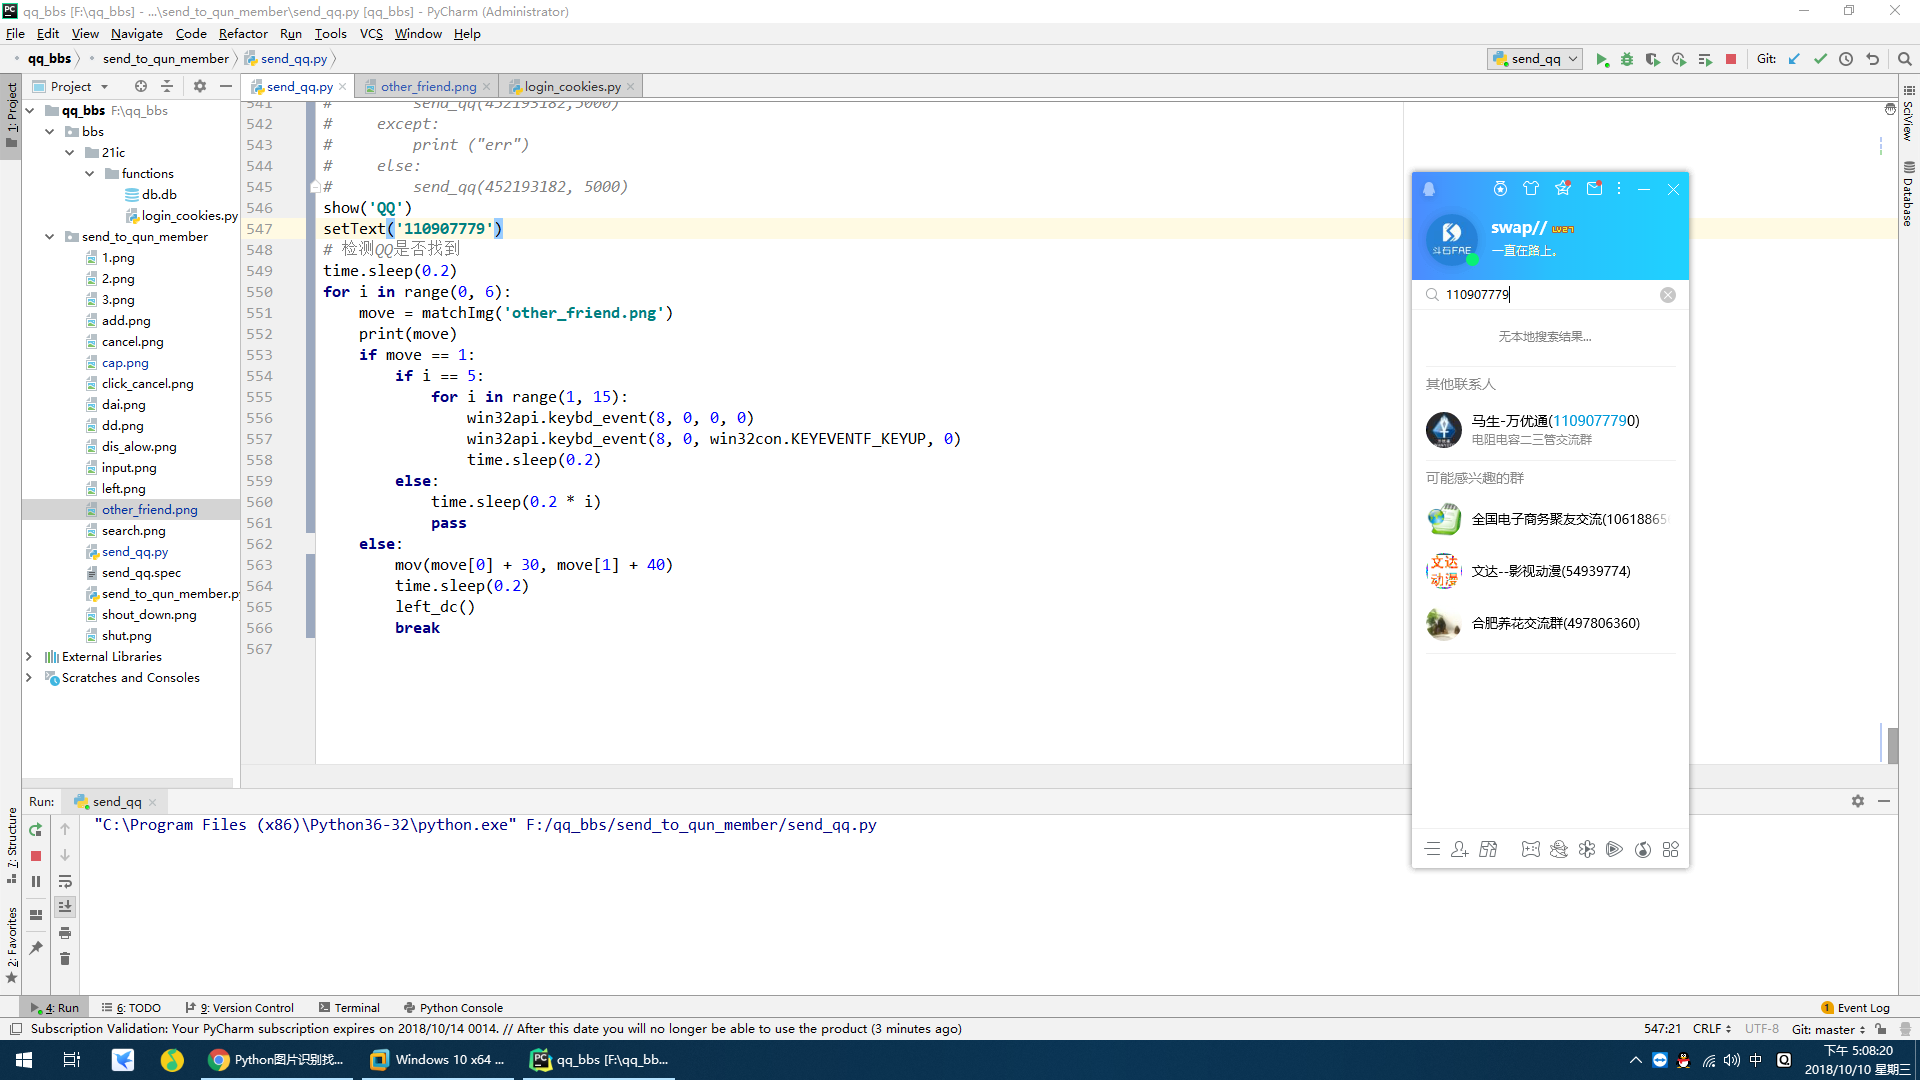 qq_bbs [F:\qq_bbs] - ...\send_to_qun_member\send_qq.py [qq_bbs] - PyCharm (Administrator)
File Edit View Navigate Code Refactor Run Tools VCS Window Help
qq_bbs send_to_qun_member send_qq.py
send_qq Git:
Project
send_qq.py other_friend.png login_cookies.py
1: Project
7: Structure
2: Favorites
SciView
Database
qq_bbs F:\qq_bbs
bbs
21ic
functions
db.db
login_cookies.py
send_to_qun_member
1.png
2.png
3.png
add.png
cancel.png
cap.png
click_cancel.png
dai.png
dd.png
dis_alow.png
input.png
left.png
other_friend.png
search.png
send_qq.py
send_qq.spec
send_to_qun_member.py
shout_down.png
shut.png
External Libraries
Scratches and Consoles
541 # send_qq(452193182,5000)
542 # except:
543 # print ("err")
544 # else:
545 # send_qq(452193182, 5000)
546 show('QQ')
547 setText('110907779')
548 # 检测QQ是否找到
549 time.sleep(0.2)
550 for i in range(0, 6):
551 move = matchImg('other_friend.png')
552 print(move)
553 if move == 1:
554 if i == 5:
555 for i in range(1, 15):
556 win32api.keybd_event(8, 0, 0, 0)
557 win32api.keybd_event(8, 0, win32con.KEYEVENTF_KEYUP, 0)
558 time.sleep(0.2)
559 else:
560 time.sleep(0.2 * i)
561 pass
562 else:
563 mov(move[0] + 30, move[1] + 40)
564 time.sleep(0.2)
565 left_dc()
566 break
567
swap// LV27
斗石FAE
一直在路上。
110907779
无本地搜索结果...
其他联系人
马生-万优通(1109077790)
电阻电容二三管交流群
可能感兴趣的群
全国电子商务聚友交流(10618865
文达动漫
文达--影视动漫(54939774)
合肥养花交流群(497806360)
Run: send_qq
"C:\Program Files (x86)\Python36-32\python.exe" F:/qq_bbs/send_to_qun_member/send_qq.py
4: Run 6: TODO 9: Version Control Terminal Python Console 1 Event Log
Subscription Validation: Your PyCharm subscription expires on 2018/10/14 0014. // After this date you will no longer be able to use the product (3 minutes ago) 547:21 CRLF UTF-8 Git: master
Python图片识别找... Windows 10 x64 ... qq_bbs [F:\qq_bb... 中
下午 5:08:20
2018/10/10 星期三